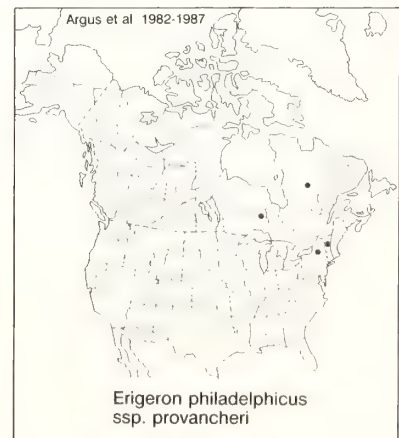 Argus et al 1982-1987
Erigeron philadelphicus
ssp. provancheri